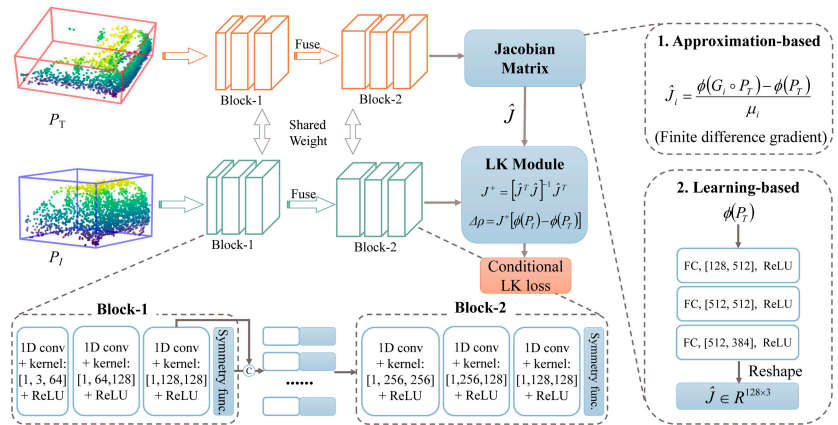 P_T
Block-1
Fuse
Block-2
Jacobian
Matrix
Ĵ
Shared
Weight
P_I
Block-1
Fuse
Block-2
LK Module
J⁺ = [Ĵ^T Ĵ]⁻¹ Ĵ^T
Δρ = J⁺[ϕ(P_I) − ϕ(P_T)]
Conditional
LK loss
1. Approximation-based
Ĵ_i = (ϕ(G_i ∘ P_T) − ϕ(P_T)) / μ_i
(Finite difference gradient)
2. Learning-based
ϕ(P_T)
FC, [128, 512], ReLU
FC, [512, 512], ReLU
FC, [512, 384], ReLU
Reshape
Ĵ ∈ R^{128×3}
Block-1
1D conv
+ kernel:
[1, 3, 64]
+ ReLU
1D conv
+ kernel:
[1, 64,128]
+ ReLU
1D conv
+ kernel:
[1,128,128]
+ ReLU
Symmetry func.
C
......
Block-2
1D conv
+ kernel:
[1, 256, 256]
+ ReLU
1D conv
+ kernel:
[1,256,128]
+ ReLU
1D conv
+ kernel:
[1,128,128]
+ ReLU
Symmetry func.